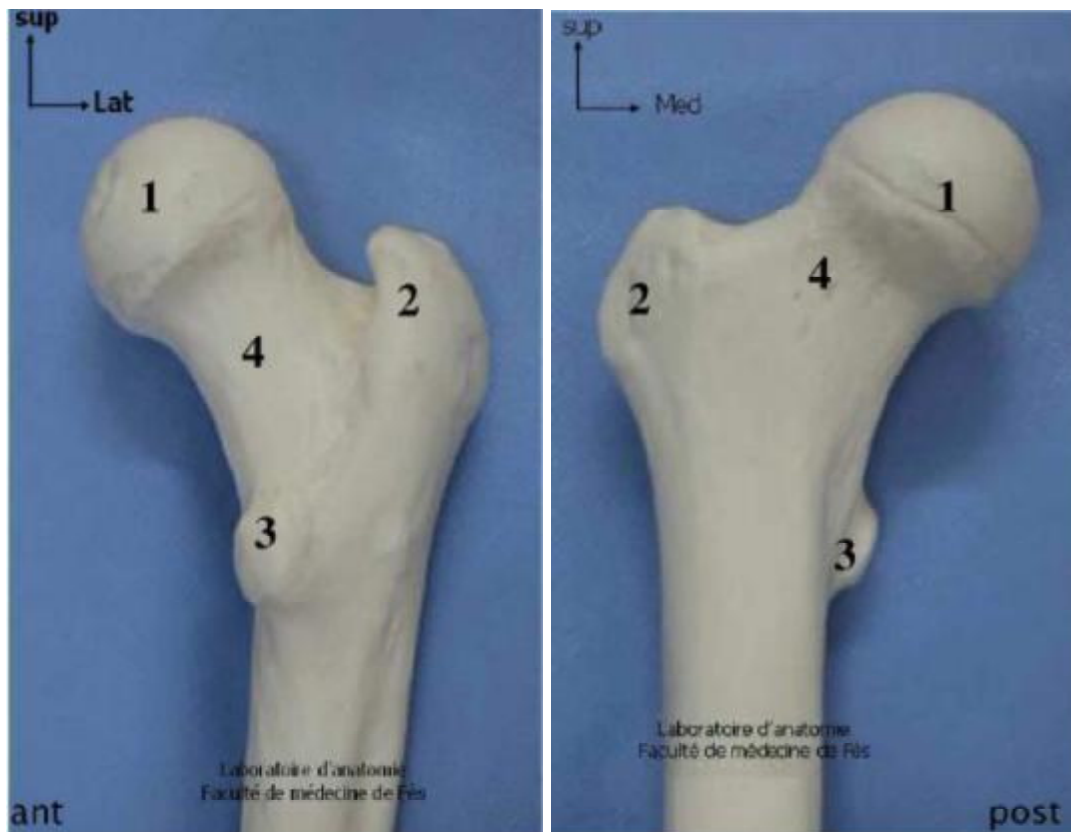 sup
Lat
1
2
4
3
Laboratoire d'anatomie
Faculté de médecine de Fès
ant
sup
Med
1
4
2
3
Laboratoire d'anatomie
Faculté de médecine de Fès
post